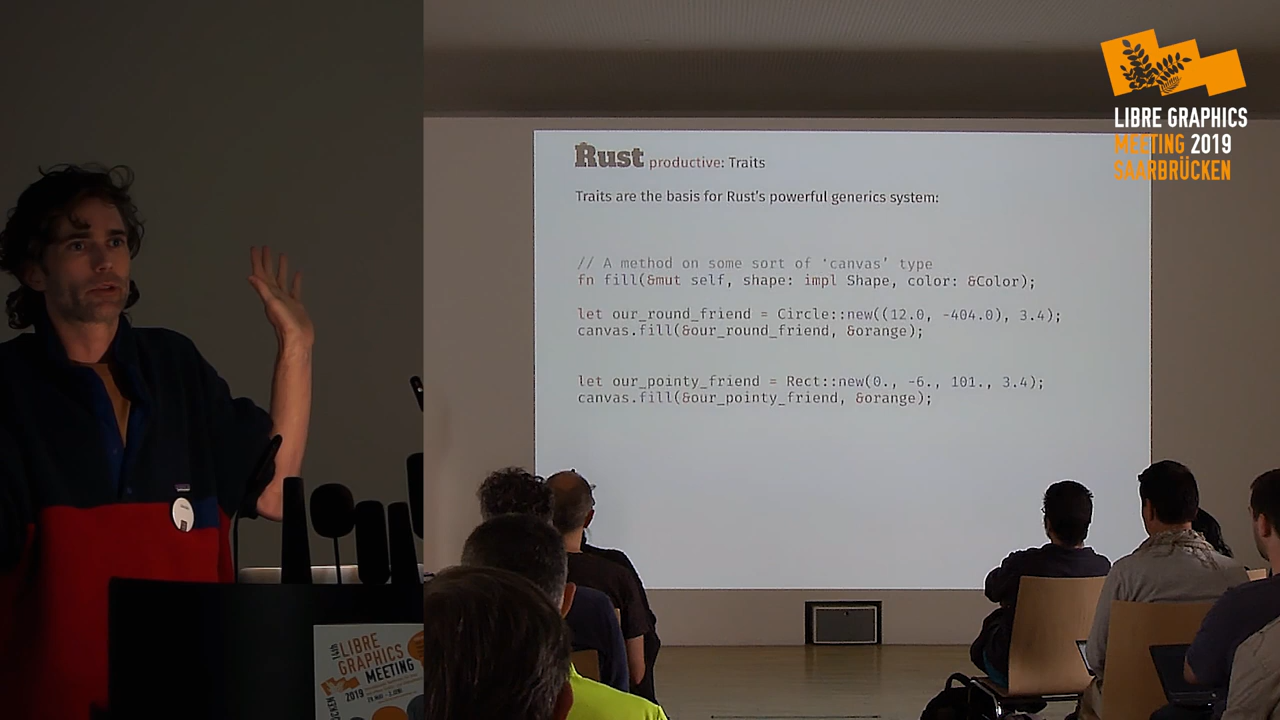 LIBRE GRAPHICS
MEETING 2019
SAARBRÜCKEN
Rust productive: Traits
Traits are the basis for Rust's powerful generics system:
// A method on some sort of ‘canvas’ type
fn fill(&mut self, shape: impl Shape, color: &Color);
let our_round_friend = Circle::new((12.0, -404.0), 3.4);
canvas.fill(&our_round_friend, &orange);
let our_pointy_friend = Rect::new(0., -6., 101., 3.4);
canvas.fill(&our_pointy_friend, &orange);
14th
LIBRE
GRAPHICS
MEETING
2019